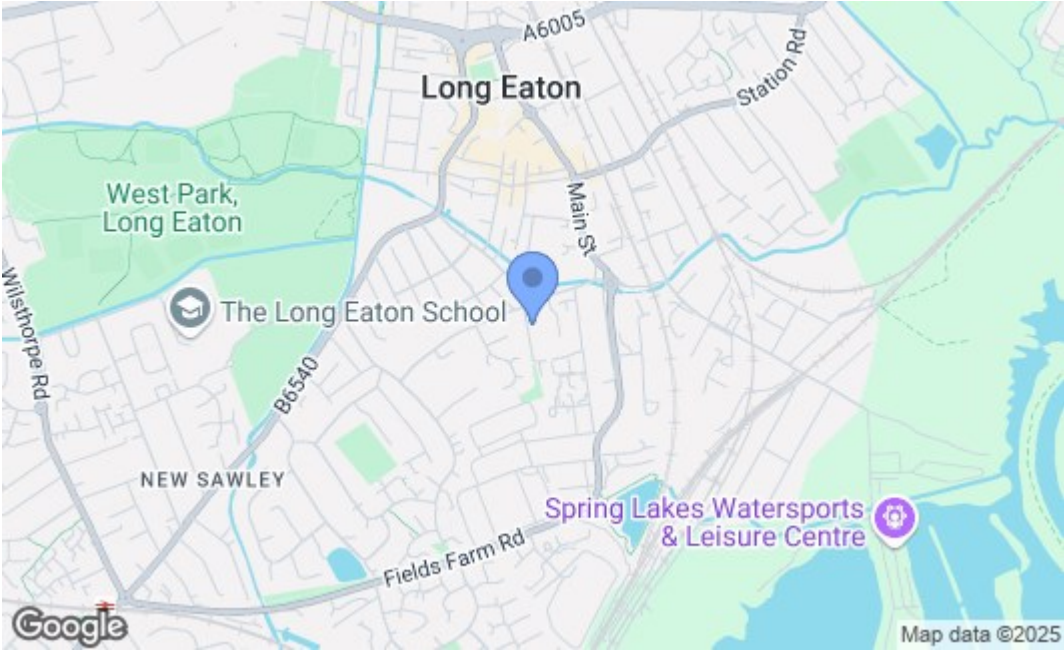 A6005
Long Eaton
Station Rd
West Park,
Long Eaton
Main St
Wilsthorpe Rd
The Long Eaton School
B6540
NEW SAWLEY
Spring Lakes Watersports
& Leisure Centre
Fields Farm Rd
Google
Map data ©2025